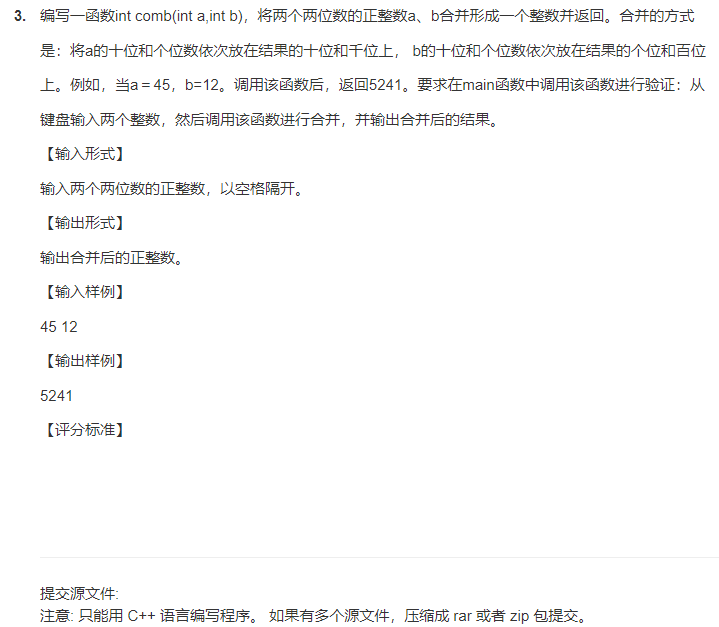 3. 编写一函数int comb(int a,int b)，将两个两位数的正整数a、b合并形成一个整数并返回。合并的方式
是：将a的十位和个位数依次放在结果的十位和千位上， b的十位和个位数依次放在结果的个位和百位
上。例如，当a＝45，b=12。调用该函数后，返回5241。要求在main函数中调用该函数进行验证：从
键盘输入两个整数，然后调用该函数进行合并，并输出合并后的结果。
【输入形式】
输入两个两位数的正整数，以空格隔开。
【输出形式】
输出合并后的正整数。
【输入样例】
45 12
【输出样例】
5241
【评分标准】
提交源文件:
注意: 只能用 C++ 语言编写程序。 如果有多个源文件，压缩成 rar 或者 zip 包提交。